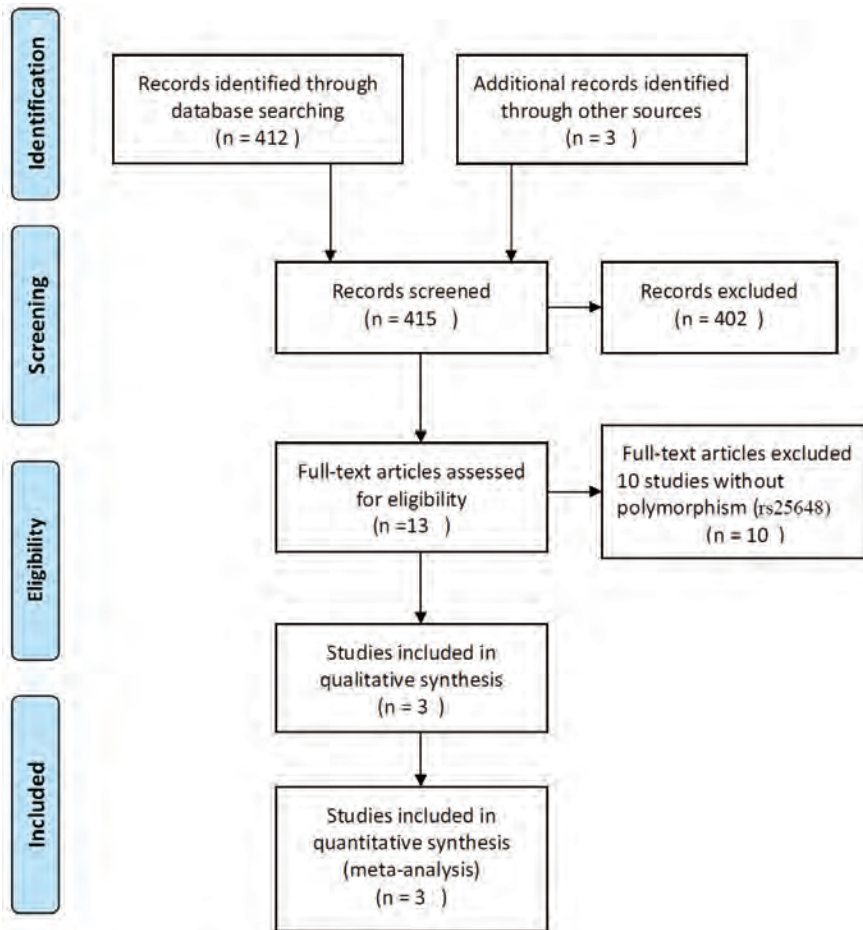 Identification
Records identified through
database searching
(n = 412 )
Additional records identified
through other sources
(n = 3 )
Screening
Records screened
(n = 415 )
Records excluded
(n = 402 )
Eligibility
Full-text articles assessed
for eligibility
(n =13 )
Full-text articles excluded
10 studies without
polymorphism (rs25648)
(n = 10 )
Studies included in
qualitative synthesis
(n = 3 )
Included
Studies included in
quantitative synthesis
(meta-analysis)
(n = 3 )